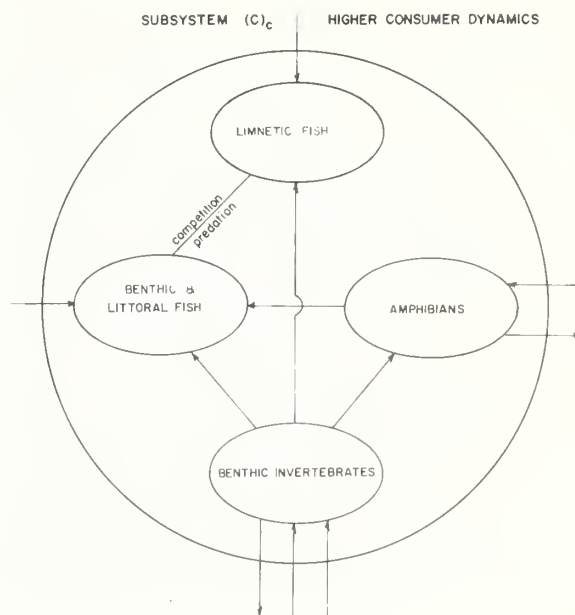 SUBSYSTEM (C)c HIGHER CONSUMER DYNAMICS
LIMNETIC FISH
competition
predation
BENTHIC &
LITTORAL FISH
AMPHIBIANS
BENTHIC INVERTEBRATES